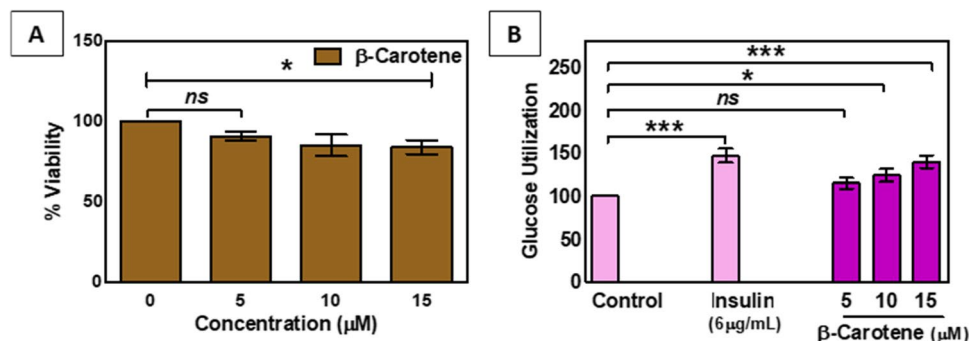 A
150
100
50
0
% Viability
β-Carotene
*
ns
0 5 10 15
Concentration (μM)
B
250
200
150
100
50
0
Glucose Utilization
***
*
ns
***
Control
Insulin
(6μg/mL)
5 10 15
β-Carotene (μM)